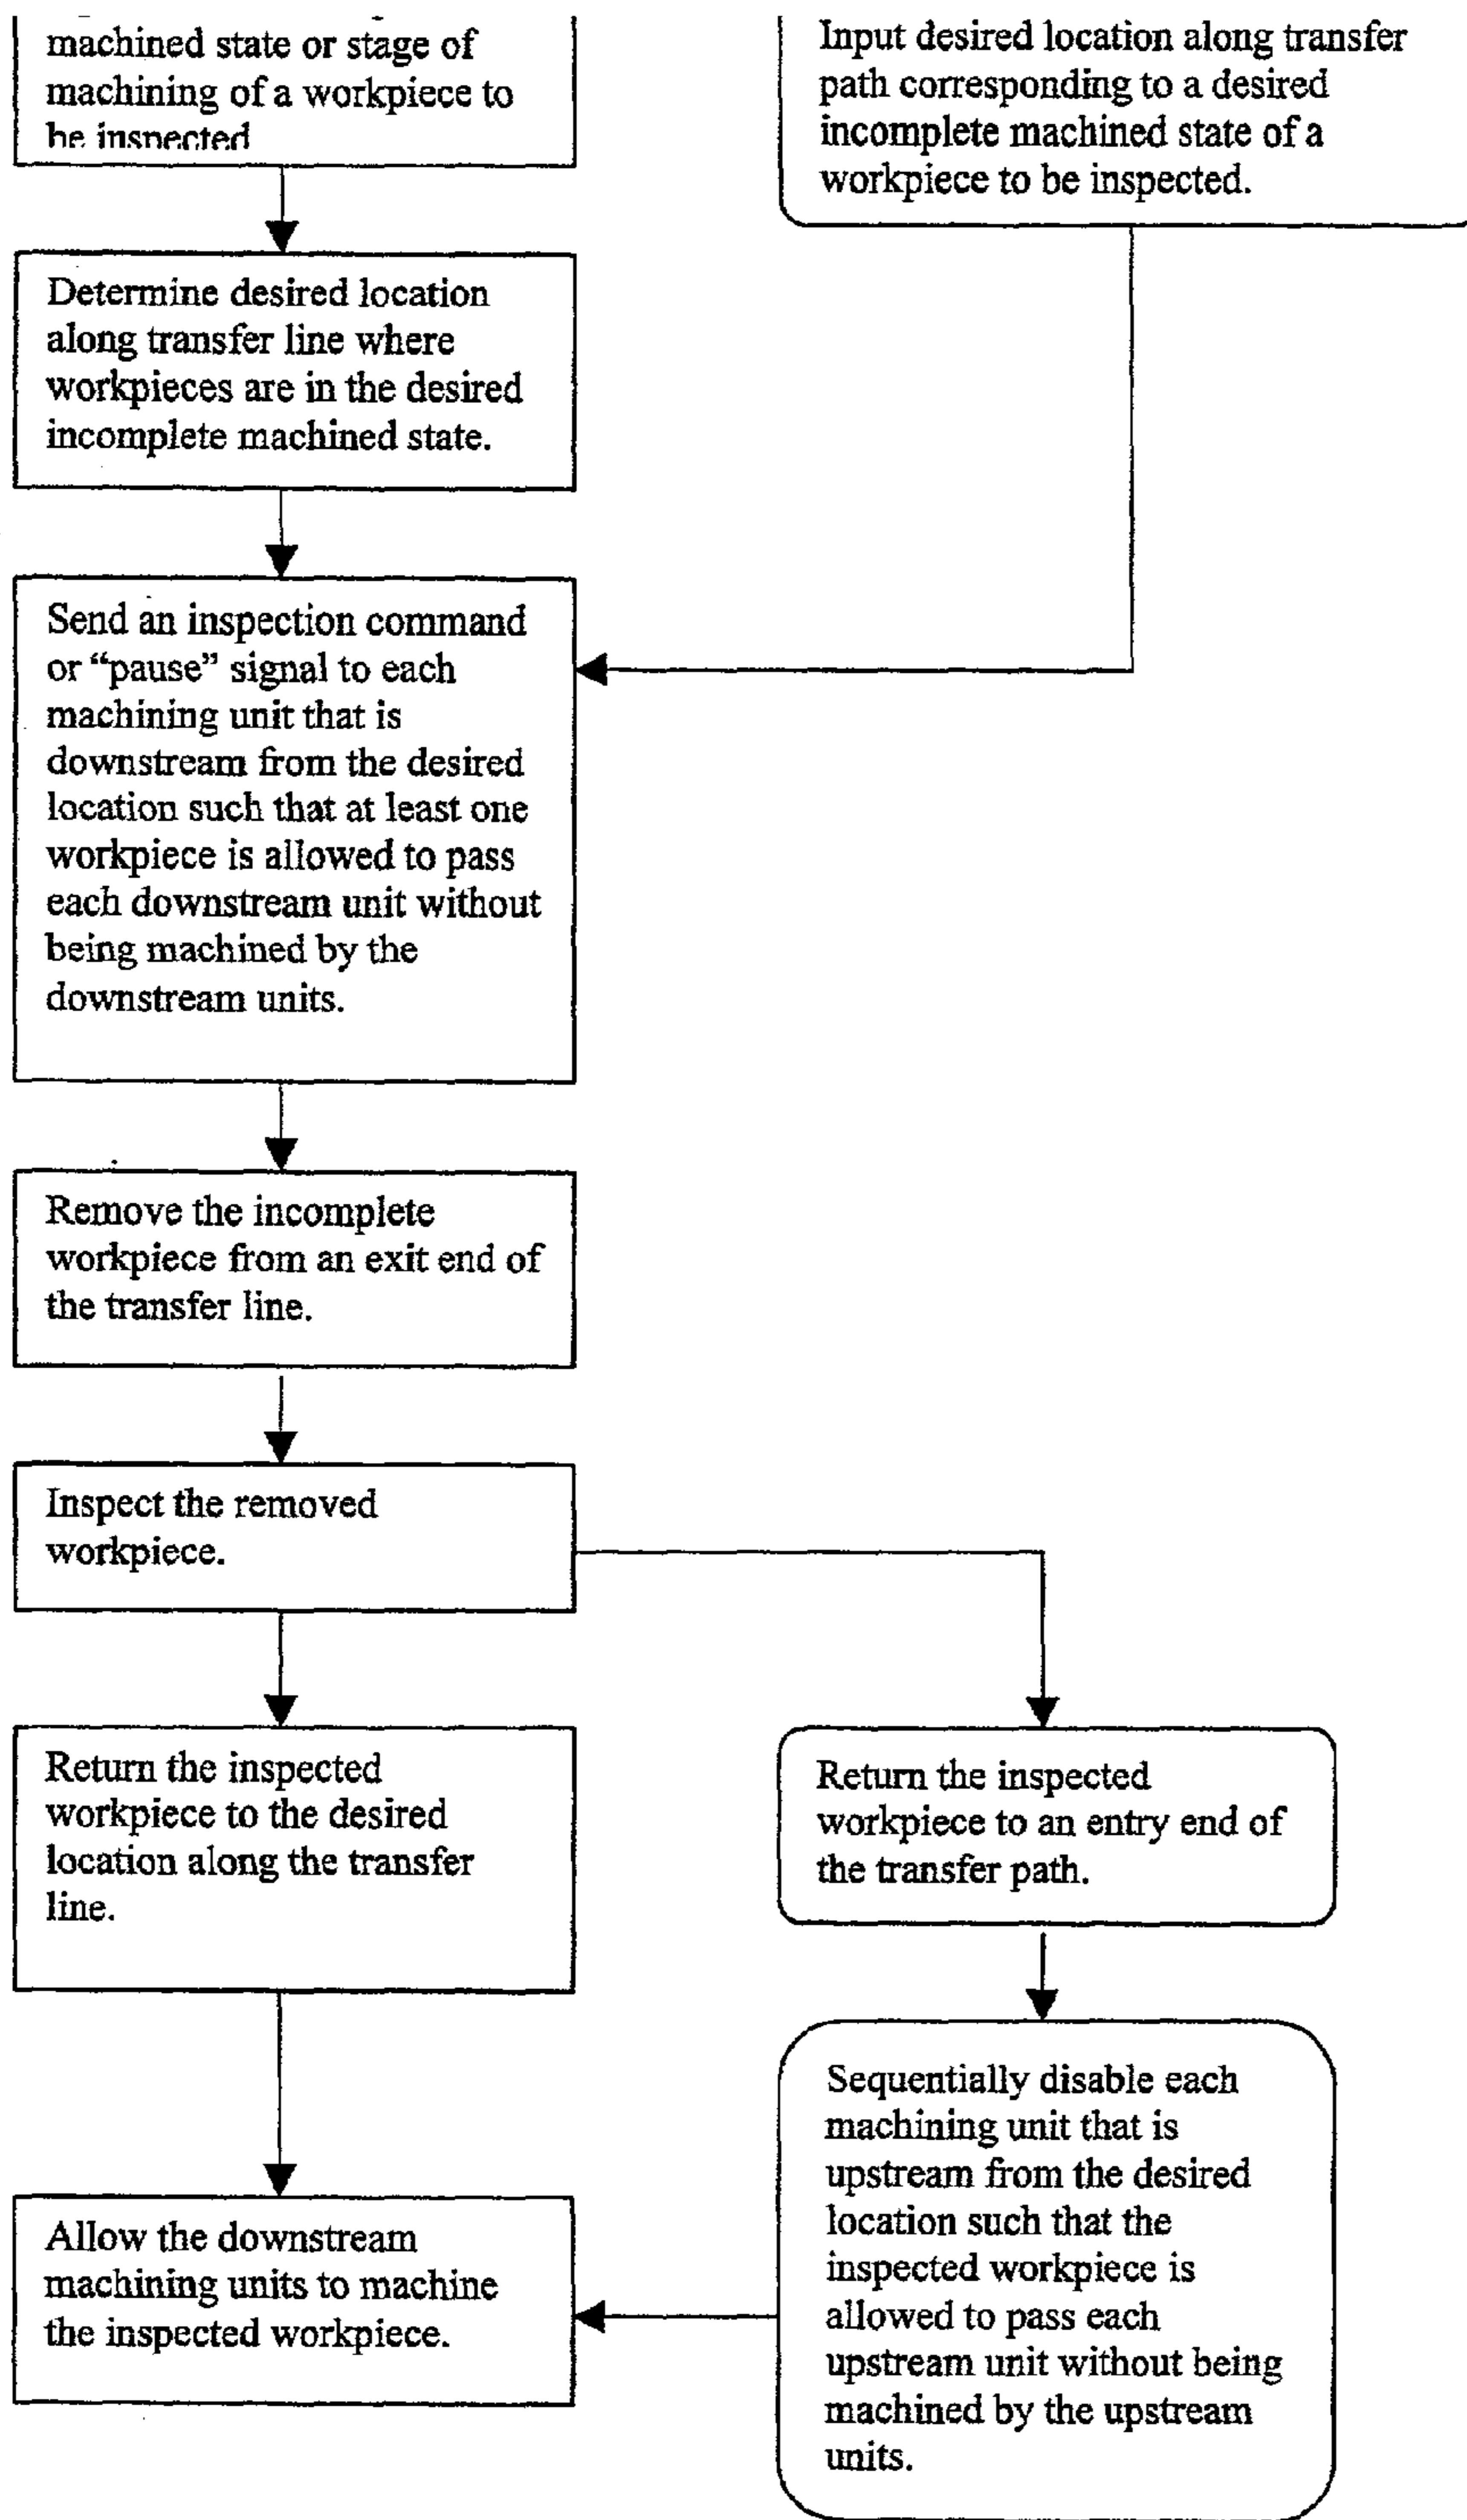 machined state or stage of
machining of a workpiece to
be inspected
Input desired location along transfer
path corresponding to a desired
incomplete machined state of a
workpiece to be inspected.
Determine desired location
along transfer line where
workpieces are in the desired
incomplete machined state.
Send an inspection command
or “pause” signal to each
machining unit that is
downstream from the desired
location such that at least one
workpiece is allowed to pass
each downstream unit without
being machined by the
downstream units.
Remove the incomplete
workpiece from an exit end of
the transfer line.
Inspect the removed
workpiece.
Return the inspected
workpiece to the desired
location along the transfer
line.
Return the inspected
workpiece to an entry end of
the transfer path.
Sequentially disable each
machining unit that is
upstream from the desired
location such that the
inspected workpiece is
allowed to pass each
upstream unit without being
machined by the upstream
units.
Allow the downstream
machining units to machine
the inspected workpiece.